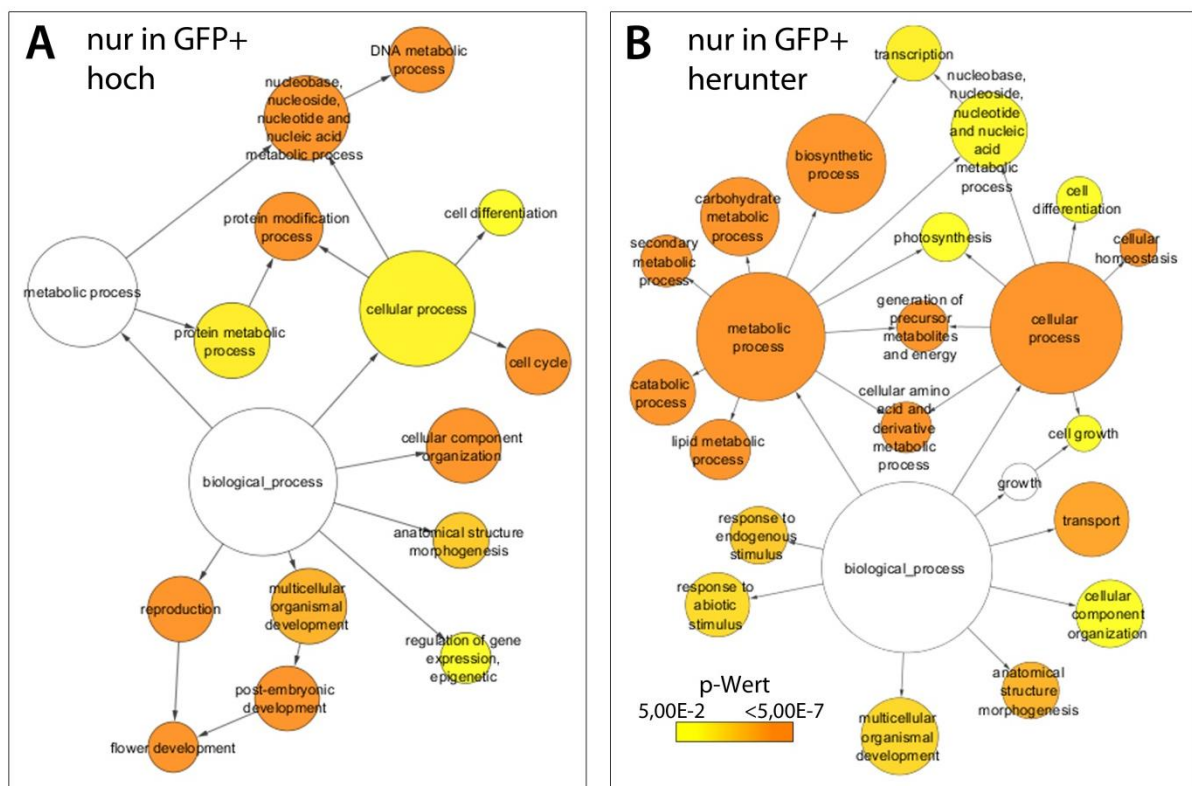 A
nur in GFP+
hoch
DNA metabolic
process
nucleobase,
nucleoside,
nucleotide and
nucleic acid
metabolic process
protein modification
process
cell differentiation
metabolic process
cellular process
protein metabolic
process
cell cycle
cellular component
organization
biological_process
anatomical structure
morphogenesis
reproduction
multicellular
organismal
development
regulation of gene
expression,
epigenetic
post-embryonic
development
flower development
B
nur in GFP+
herunter
transcription
nucleobase,
nucleoside,
nucleotide
and nucleic
acid
metabolic
process
biosynthetic
process
carbohydrate
metabolic
process
cell
differentiation
secondary
metabolic
process
photosynthesis
cellular
homeostasis
generation of
precursor
metabolites
and energy
metabolic
process
cellular
process
catabolic
process
cellular amino
acid and
derivative
metabolic
process
lipid metabolic
process
cell growth
growth
response to
endogenous
stimulus
transport
biological_process
response to
abiotic
stimulus
cellular
component
organization
anatomical
structure
morphogenesis
p-Wert
5,00E-2 <5,00E-7
multicellular
organismal
development